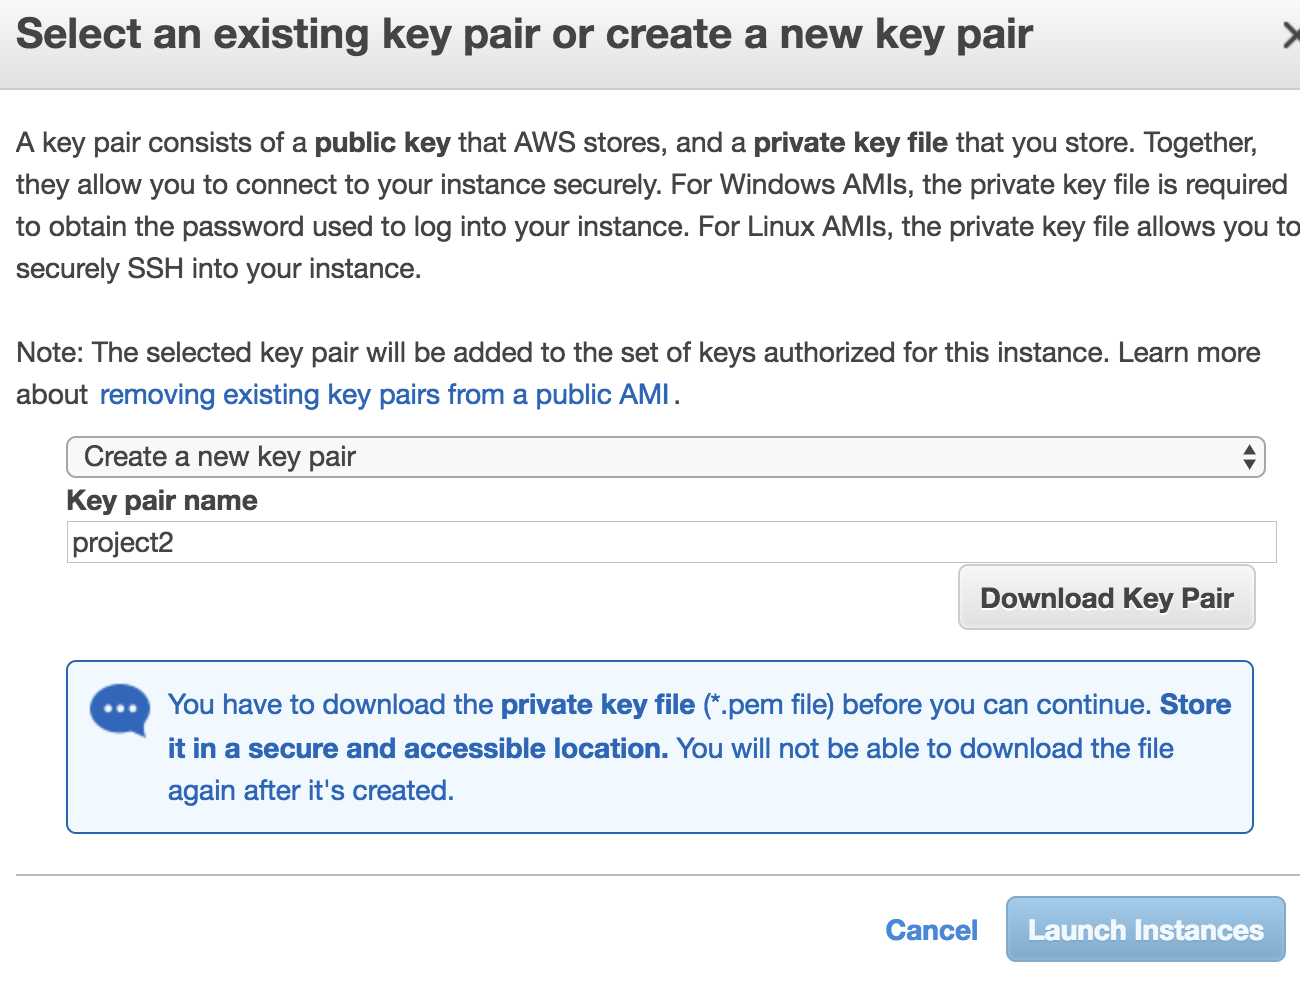 Select an existing key pair or create a new key pair
A key pair consists of a public key that AWS stores, and a private key file that you store. Together,
they allow you to connect to your instance securely. For Windows AMIs, the private key file is required
to obtain the password used to log into your instance. For Linux AMIs, the private key file allows you to
securely SSH into your instance.
Note: The selected key pair will be added to the set of keys authorized for this instance. Learn more
about removing existing key pairs from a public AMI.
Create a new key pair
Key pair name
project2
Download Key Pair
You have to download the private key file (*.pem file) before you can continue. Store
it in a secure and accessible location. You will not be able to download the file
again after it's created.
Cancel
Launch Instances